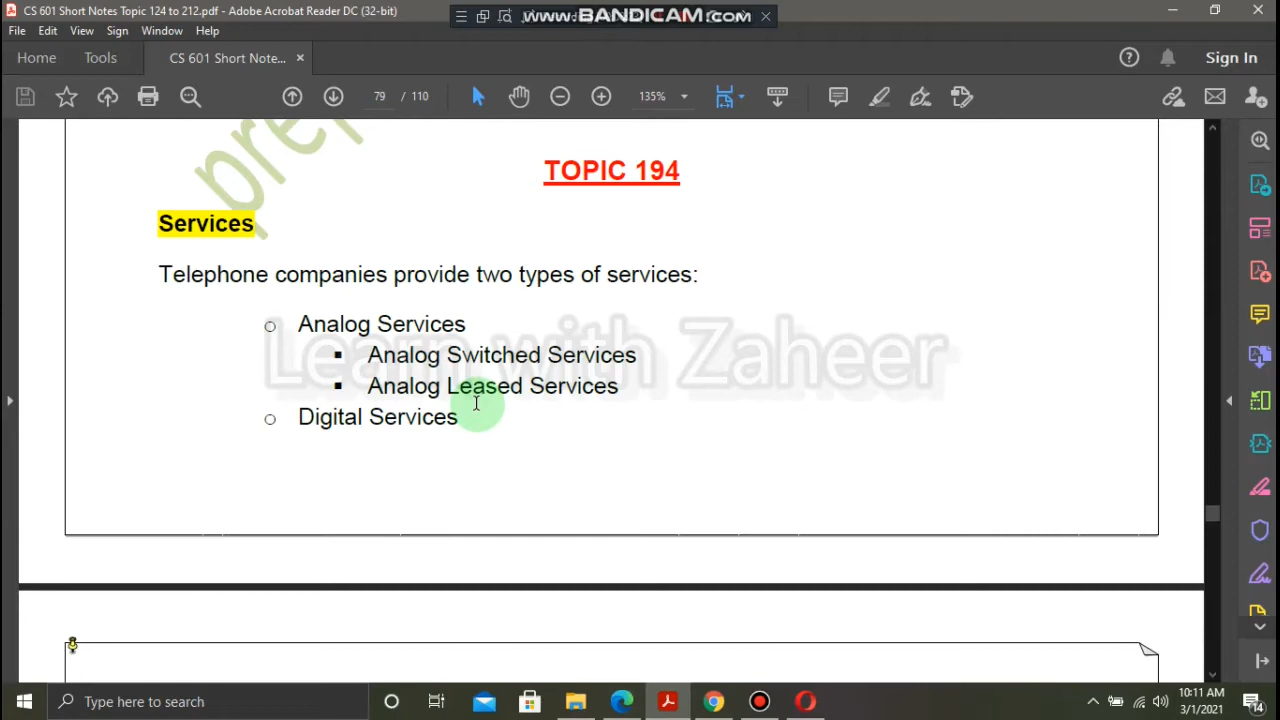 CS 601 Short Notes Topic 124 to 212.pdf - Adobe Acrobat Reader DC (32-bit)
www.BANDICAM.com
File Edit View Sign Window Help
Home Tools CS 601 Short Note... × Sign In
79 / 110 135%
prep
TOPIC 194
Services
Telephone companies provide two types of services:
Analog Services
Analog Switched Services
Analog Leased Services
Digital Services
Learn with Zaheer
Type here to search
10:11 AM
3/1/2021
14